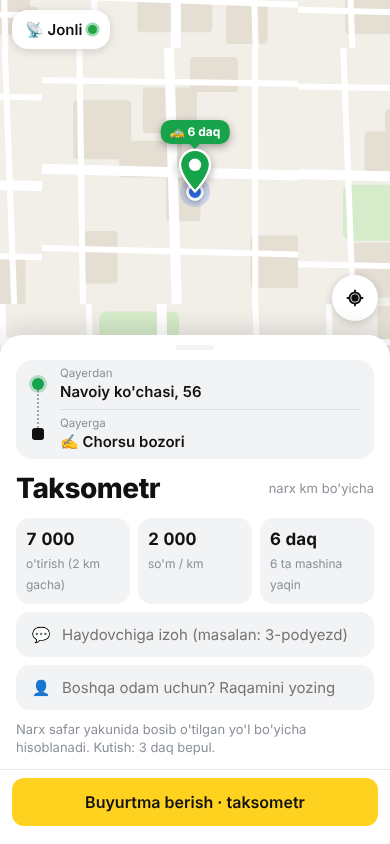 📡 Jonli
🚕 6 daq
Qayerdan
Navoiy ko'chasi, 56
Qayerga
✍️ Chorsu bozori
Taksometr
narx km bo'yicha
7 000
o'tirish (2 km
gacha)
2 000
so'm / km
6 daq
6 ta mashina
yaqin
💬 Haydovchiga izoh (masalan: 3-podyezd)
👤 Boshqa odam uchun? Raqamini yozing
Narx safar yakunida bosib o'tilgan yo'l bo'yicha
hisoblanadi. Kutish: 3 daq bepul.
Buyurtma berish · taksometr